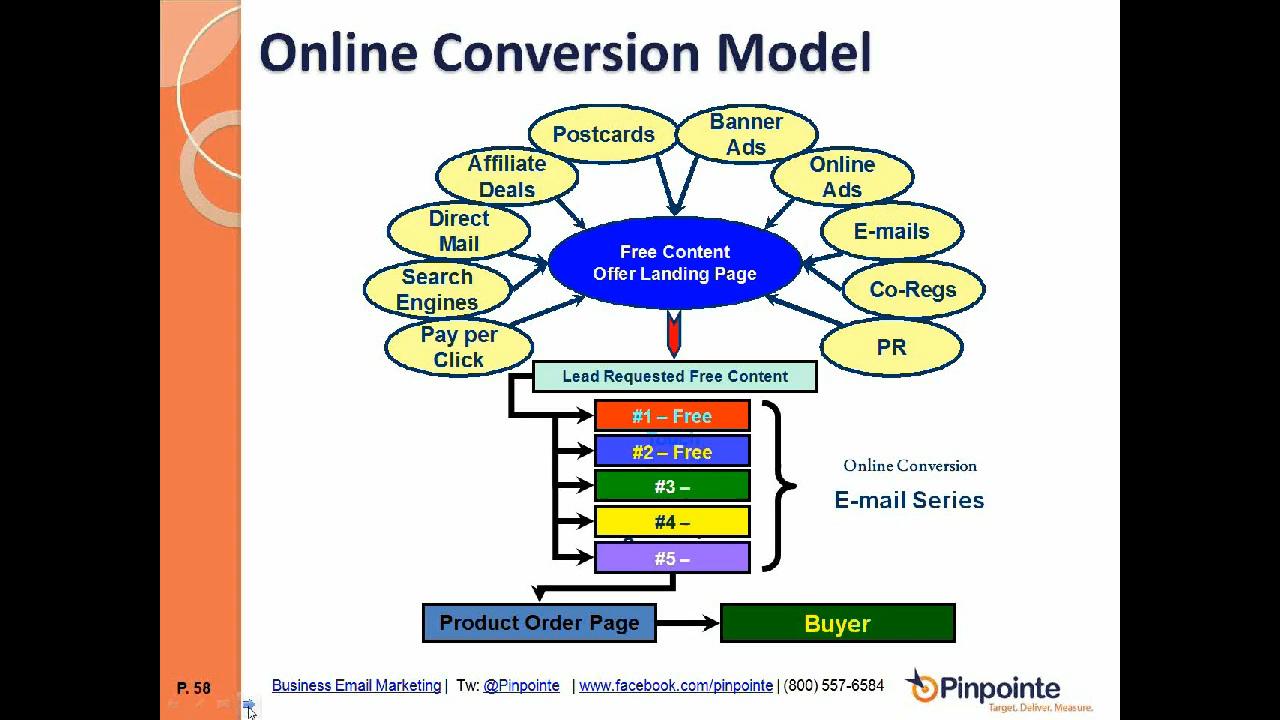 Online Conversion Model
Postcards
Banner
Ads
Affiliate
Deals
Online
Ads
Direct
Mail
E-mails
Search
Engines
Co-Regs
Pay per
Click
PR
Free Content
Offer Landing Page
Lead Requested Free Content
#1 – Free
#2 – Free
#3 –
#4 –
#5 –
Online Conversion
E-mail Series
Product Order Page
Buyer
P. 58
Business Email Marketing | Tw: @Pinpointe | www.facebook.com/pinpointe | (800) 557-6584
Pinpointe
Target. Deliver. Measure.